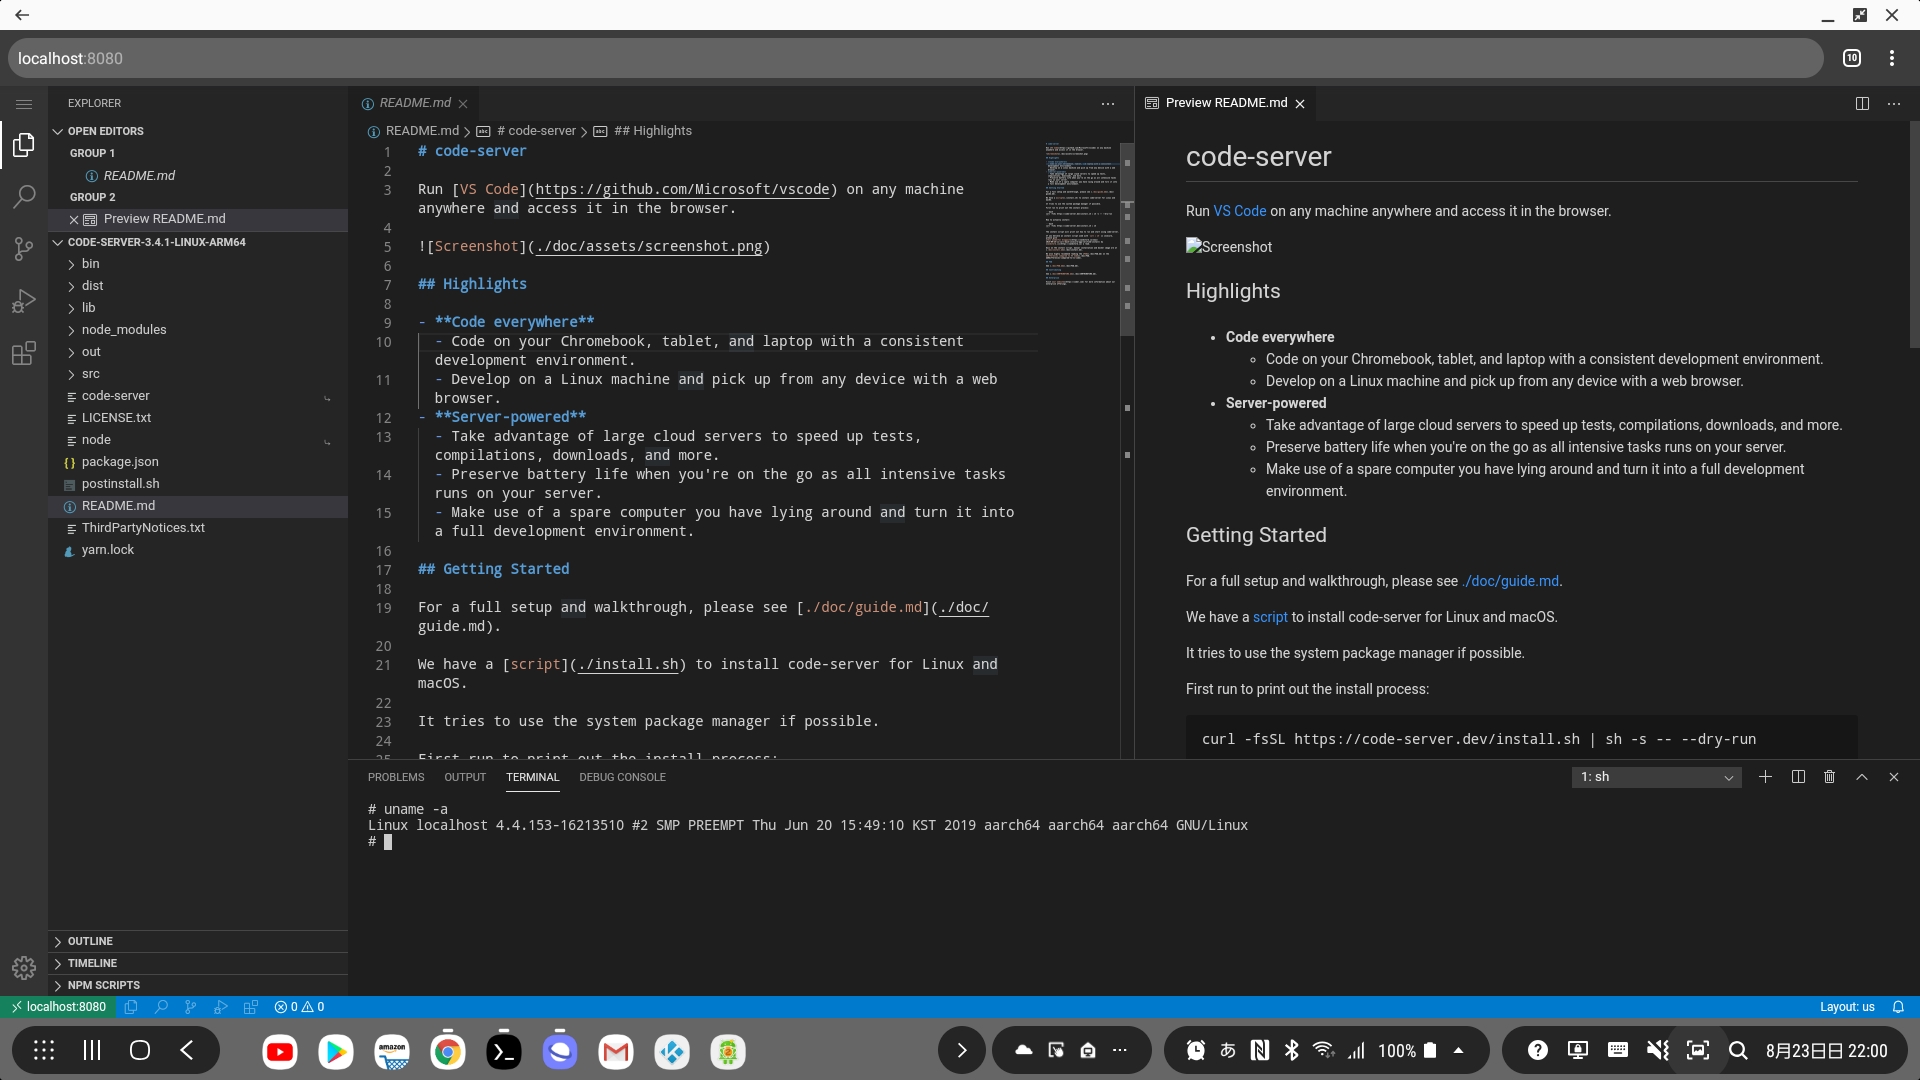 localhost:8080
10
EXPLORER
OPEN EDITORS
GROUP 1
README.md
GROUP 2
Preview README.md
CODE-SERVER-3.4.1-LINUX-ARM64
bin
dist
lib
node_modules
out
src
code-server
LICENSE.txt
node
package.json
postinstall.sh
README.md
ThirdPartyNotices.txt
yarn.lock
OUTLINE
TIMELINE
NPM SCRIPTS
README.md
README.md > # code-server > ## Highlights
1 # code-server
2
3 Run [VS Code](https://github.com/Microsoft/vscode) on any machine
anywhere and access it in the browser.
4
5 ![Screenshot](./doc/assets/screenshot.png)
6
7 ## Highlights
8
9 - **Code everywhere**
10 - Code on your Chromebook, tablet, and laptop with a consistent
development environment.
11 - Develop on a Linux machine and pick up from any device with a web
browser.
12 - **Server-powered**
13 - Take advantage of large cloud servers to speed up tests,
compilations, downloads, and more.
14 - Preserve battery life when you're on the go as all intensive tasks
runs on your server.
15 - Make use of a spare computer you have lying around and turn it into
a full development environment.
16
17 ## Getting Started
18
19 For a full setup and walkthrough, please see [./doc/guide.md](./doc/
guide.md).
20
21 We have a [script](./install.sh) to install code-server for Linux and
macOS.
22
23 It tries to use the system package manager if possible.
24
25 First run to print out the install process:
Preview README.md
code-server
Run VS Code on any machine anywhere and access it in the browser.
Screenshot
Highlights
• Code everywhere
◦ Code on your Chromebook, tablet, and laptop with a consistent development environment.
◦ Develop on a Linux machine and pick up from any device with a web browser.
• Server-powered
◦ Take advantage of large cloud servers to speed up tests, compilations, downloads, and more.
◦ Preserve battery life when you're on the go as all intensive tasks runs on your server.
◦ Make use of a spare computer you have lying around and turn it into a full development
environment.
Getting Started
For a full setup and walkthrough, please see ./doc/guide.md.
We have a script to install code-server for Linux and macOS.
It tries to use the system package manager if possible.
First run to print out the install process:
curl -fsSL https://code-server.dev/install.sh | sh -s -- --dry-run
PROBLEMS OUTPUT TERMINAL DEBUG CONSOLE
1: sh
# uname -a
Linux localhost 4.4.153-16213510 #2 SMP PREEMPT Thu Jun 20 15:49:10 KST 2019 aarch64 aarch64 aarch64 GNU/Linux
#
localhost:8080 0 0 Layout: us
amazon
あ 100% 8月23日日 22:00